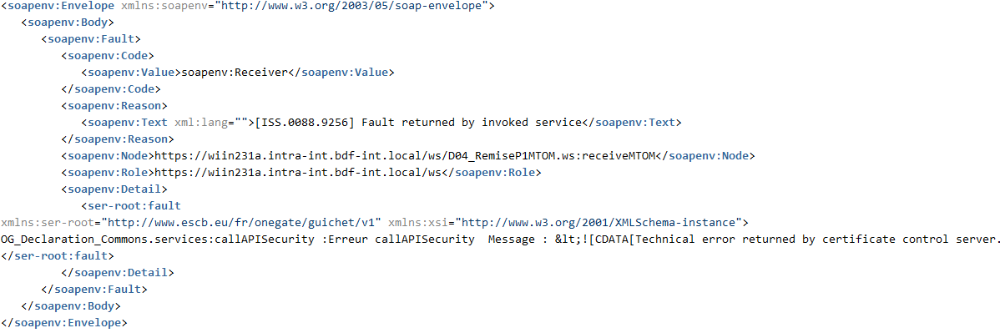 <soapenv:Envelope xmlns:soapenv="http://www.w3.org/2003/05/soap-envelope">
<soapenv:Body>
<soapenv:Fault>
<soapenv:Code>
<soapenv:Value>soapenv:Receiver</soapenv:Value>
</soapenv:Code>
<soapenv:Reason>
<soapenv:Text xml:lang="">[ISS.0088.9256] Fault returned by invoked service</soapenv:Text>
</soapenv:Reason>
<soapenv:Node>https://wiin231a.intra-int.bdf-int.local/ws/D04_RemiseP1MTOM.ws:receiveMTOM</soapenv:Node>
<soapenv:Role>https://wiin231a.intra-int.bdf-int.local/ws</soapenv:Role>
<soapenv:Detail>
<ser-root:fault
xmlns:ser-root="http://www.escb.eu/fr/onegate/guichet/v1" xmlns:xsi="http://www.w3.org/2001/XMLSchema-instance">
OG_Declaration_Commons.services:callAPISecurity :Erreur callAPISecurity  Message : &lt;![CDATA[Technical error returned by certificate control server.
</ser-root:fault>
</soapenv:Detail>
</soapenv:Fault>
</soapenv:Body>
</soapenv:Envelope>